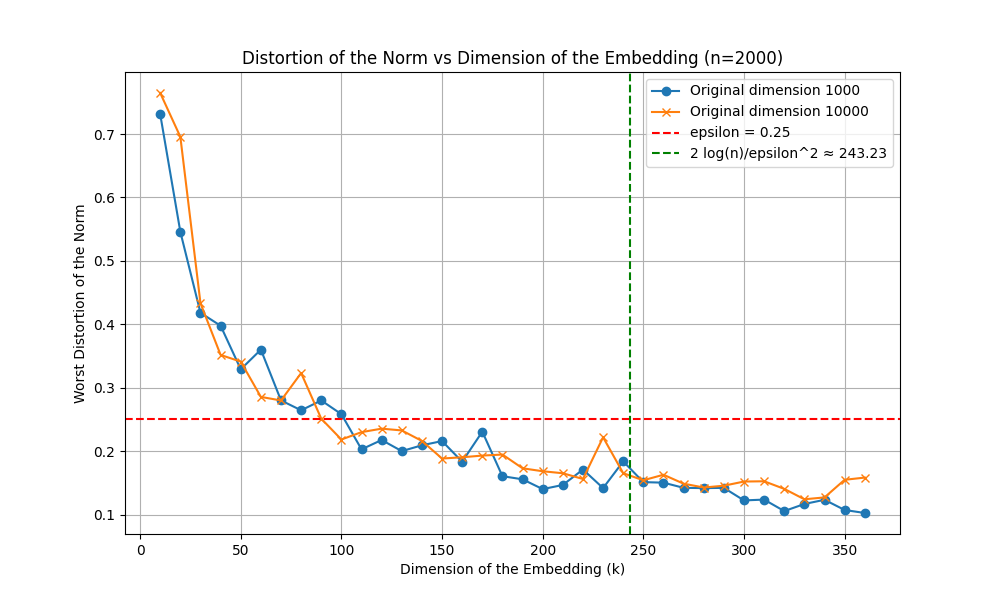 Distortion of the Norm vs Dimension of the Embedding (n=2000)
Original dimension 1000
Original dimension 10000
epsilon = 0.25
2 log(n)/epsilon^2 ≈ 243.23
Worst Distortion of the Norm
0.7
0.6
0.5
0.4
0.3
0.2
0.1
0 50 100 150 200 250 300 350
Dimension of the Embedding (k)